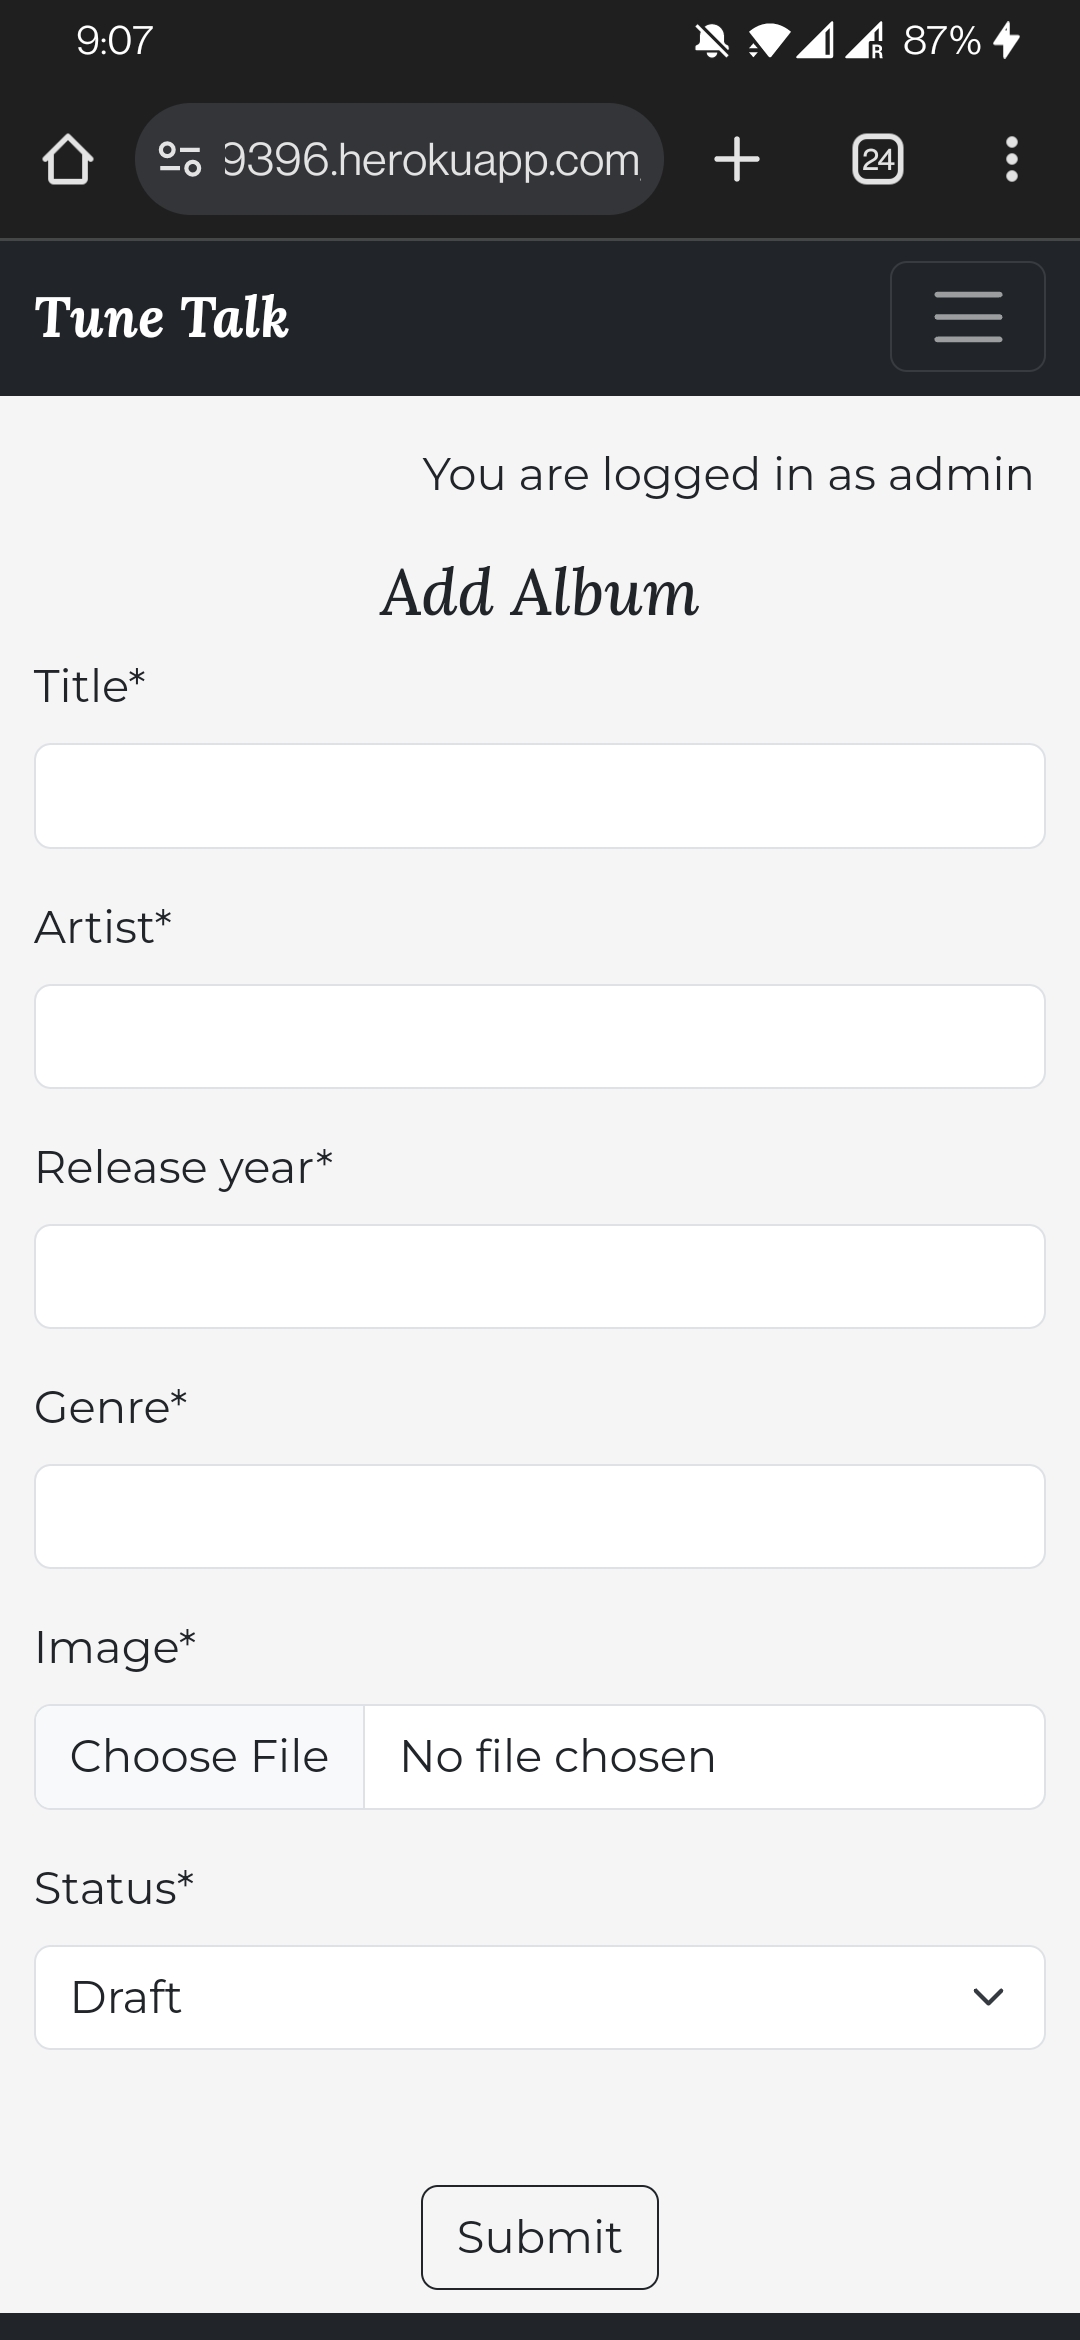 9:07
R 87%
9396.herokuapp.com
24
Tune Talk
You are logged in as admin
Add Album
Title*
Artist*
Release year*
Genre*
Image*
Choose File No file chosen
Status*
Draft
Submit